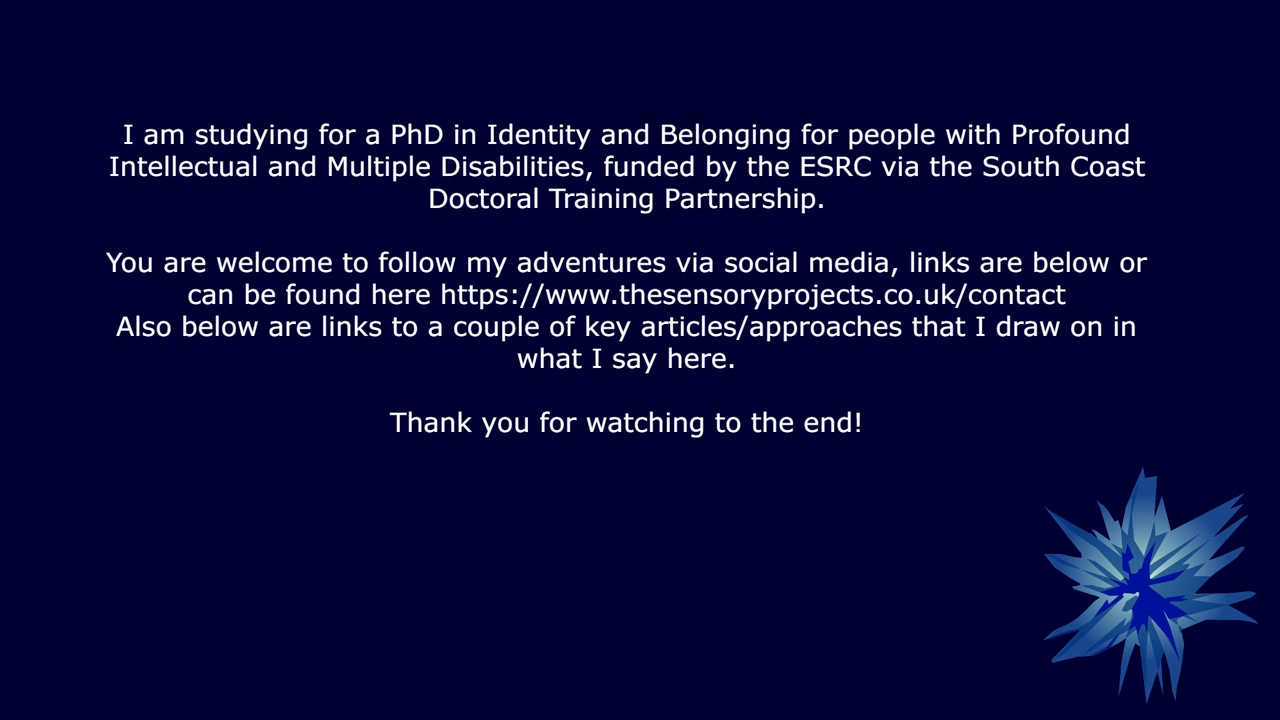 I am studying for a PhD in Identity and Belonging for people with Profound
Intellectual and Multiple Disabilities, funded by the ESRC via the South Coast
Doctoral Training Partnership.
You are welcome to follow my adventures via social media, links are below or
can be found here https://www.thesensoryprojects.co.uk/contact
Also below are links to a couple of key articles/approaches that I draw on in
what I say here.
Thank you for watching to the end!